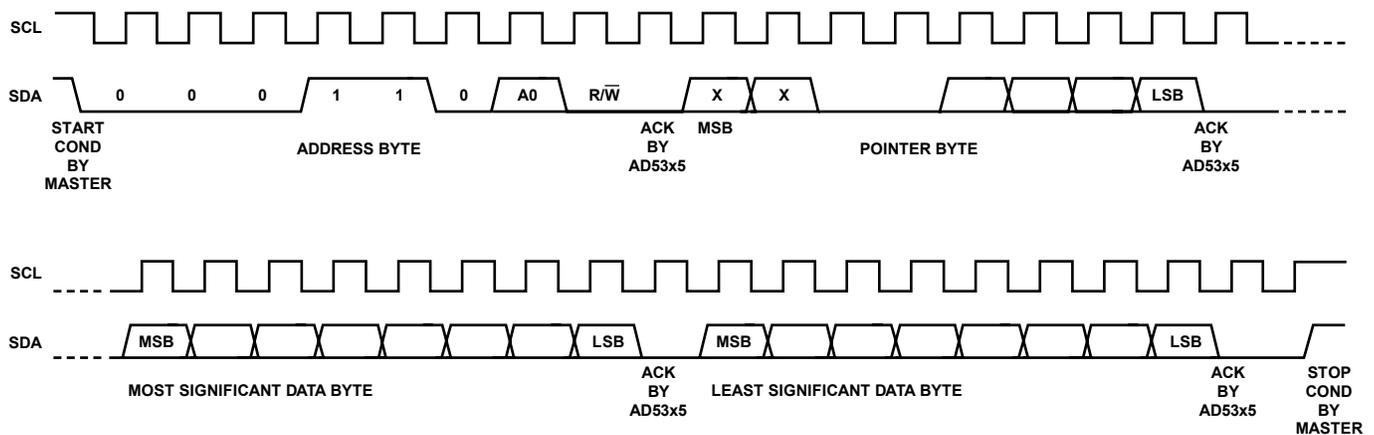 SCL
SDA
0 0 0 1 1 0 A0 R/W̅ X X LSB
START
COND
BY
MASTER
ADDRESS BYTE
ACK
BY
AD53x5
MSB
POINTER BYTE
ACK
BY
AD53x5
SCL
SDA
MSB LSB MSB LSB
MOST SIGNIFICANT DATA BYTE
ACK
BY
AD53x5
LEAST SIGNIFICANT DATA BYTE
ACK
BY
AD53x5
STOP
COND
BY
MASTER